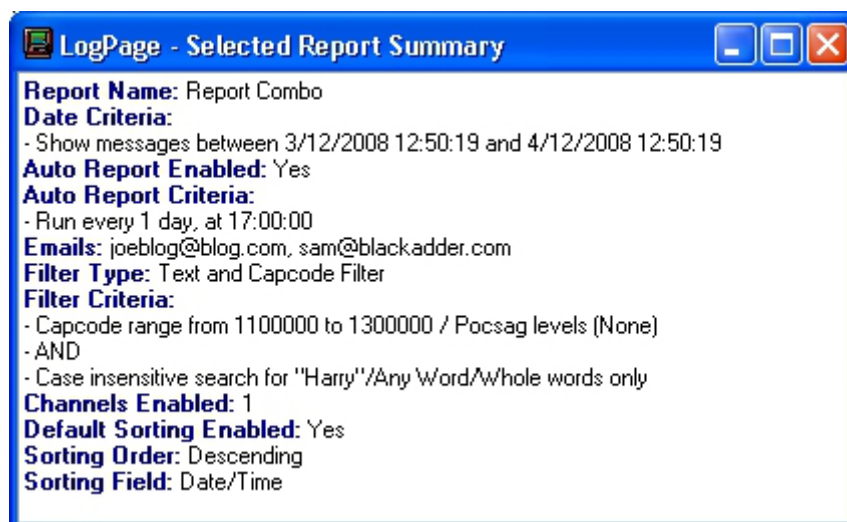 LogPage - Selected Report Summary
Report Name: Report Combo
Date Criteria:
- Show messages between 3/12/2008 12:50:19 and 4/12/2008 12:50:19
Auto Report Enabled: Yes
Auto Report Criteria:
- Run every 1 day, at 17:00:00
Emails: joeblog@blog.com, sam@blackadder.com
Filter Type: Text and Capcode Filter
Filter Criteria:
- Capcode range from 1100000 to 1300000 / Pocsag levels (None)
- AND
- Case insensitive search for "Harry"/Any Word/Whole words only
Channels Enabled: 1
Default Sorting Enabled: Yes
Sorting Order: Descending
Sorting Field: Date/Time